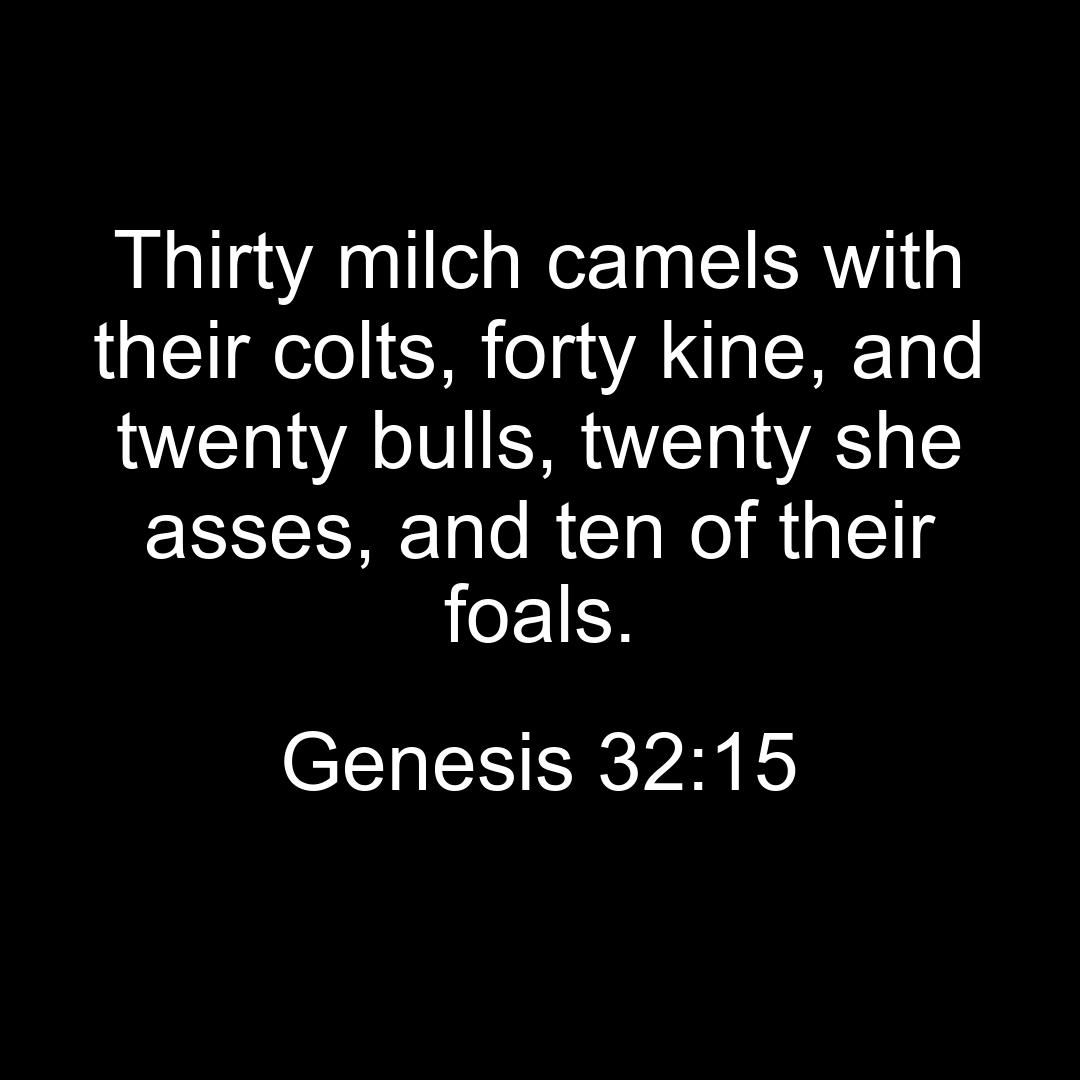 Thirty milch camels with
their colts, forty kine, and
twenty bulls, twenty she
asses, and ten of their
foals.
Genesis 32:15